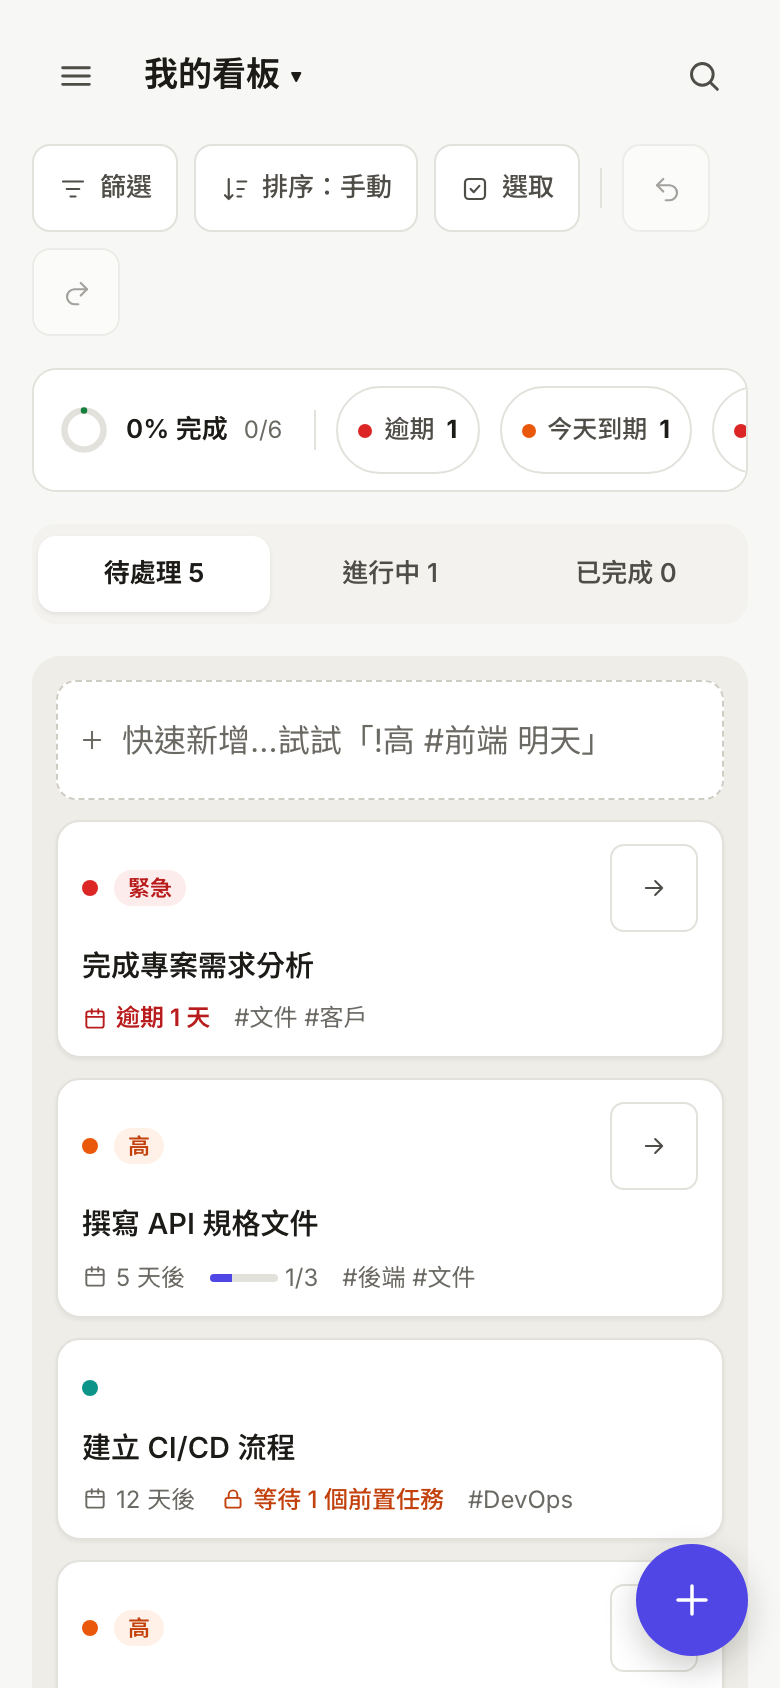 我的看板 ▾
篩選 排序：手動 選取
0% 完成 0/6 逾期 1 今天到期 1
待處理 5 進行中 1 已完成 0
快速新增…試試「!高 #前端 明天」
緊急
完成專案需求分析
逾期 1 天 #文件 #客戶
高
撰寫 API 規格文件
5 天後 1/3 #後端 #文件
建立 CI/CD 流程
12 天後 等待 1 個前置任務 #DevOps
高